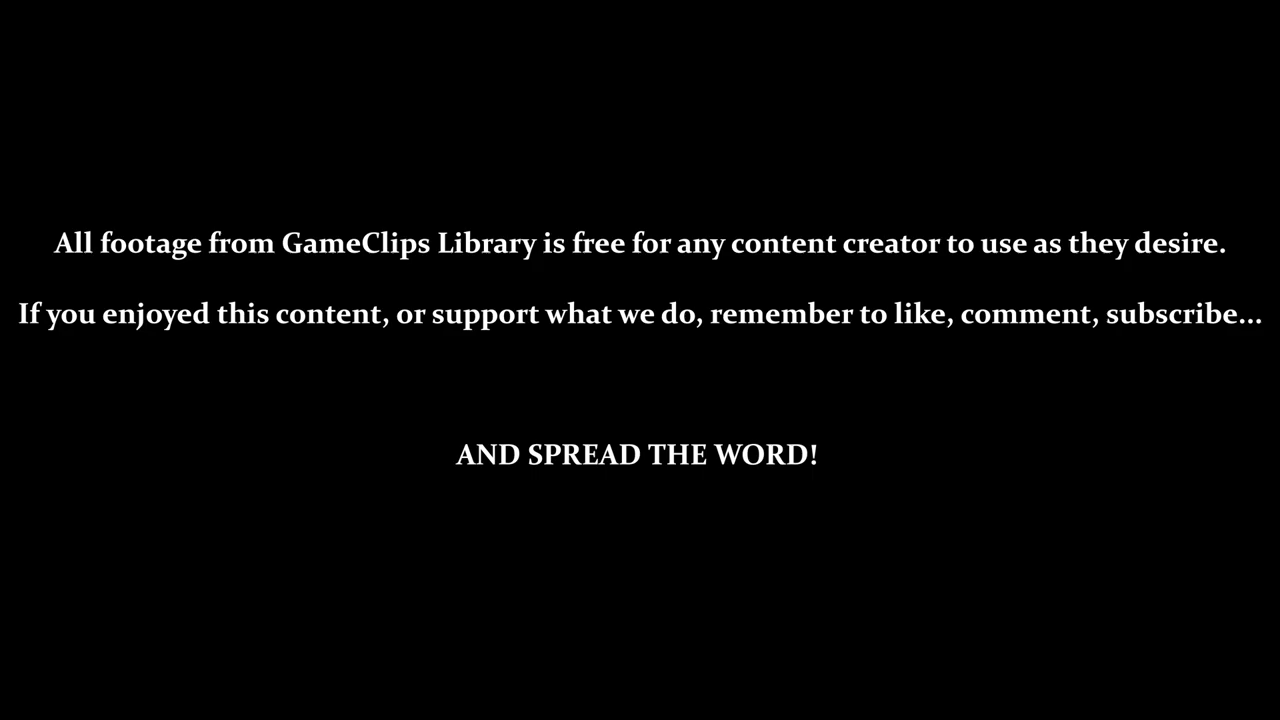 All footage from GameClips Library is free for any content creator to use as they desire.
If you enjoyed this content, or support what we do, remember to like, comment, subscribe...
AND SPREAD THE WORD!